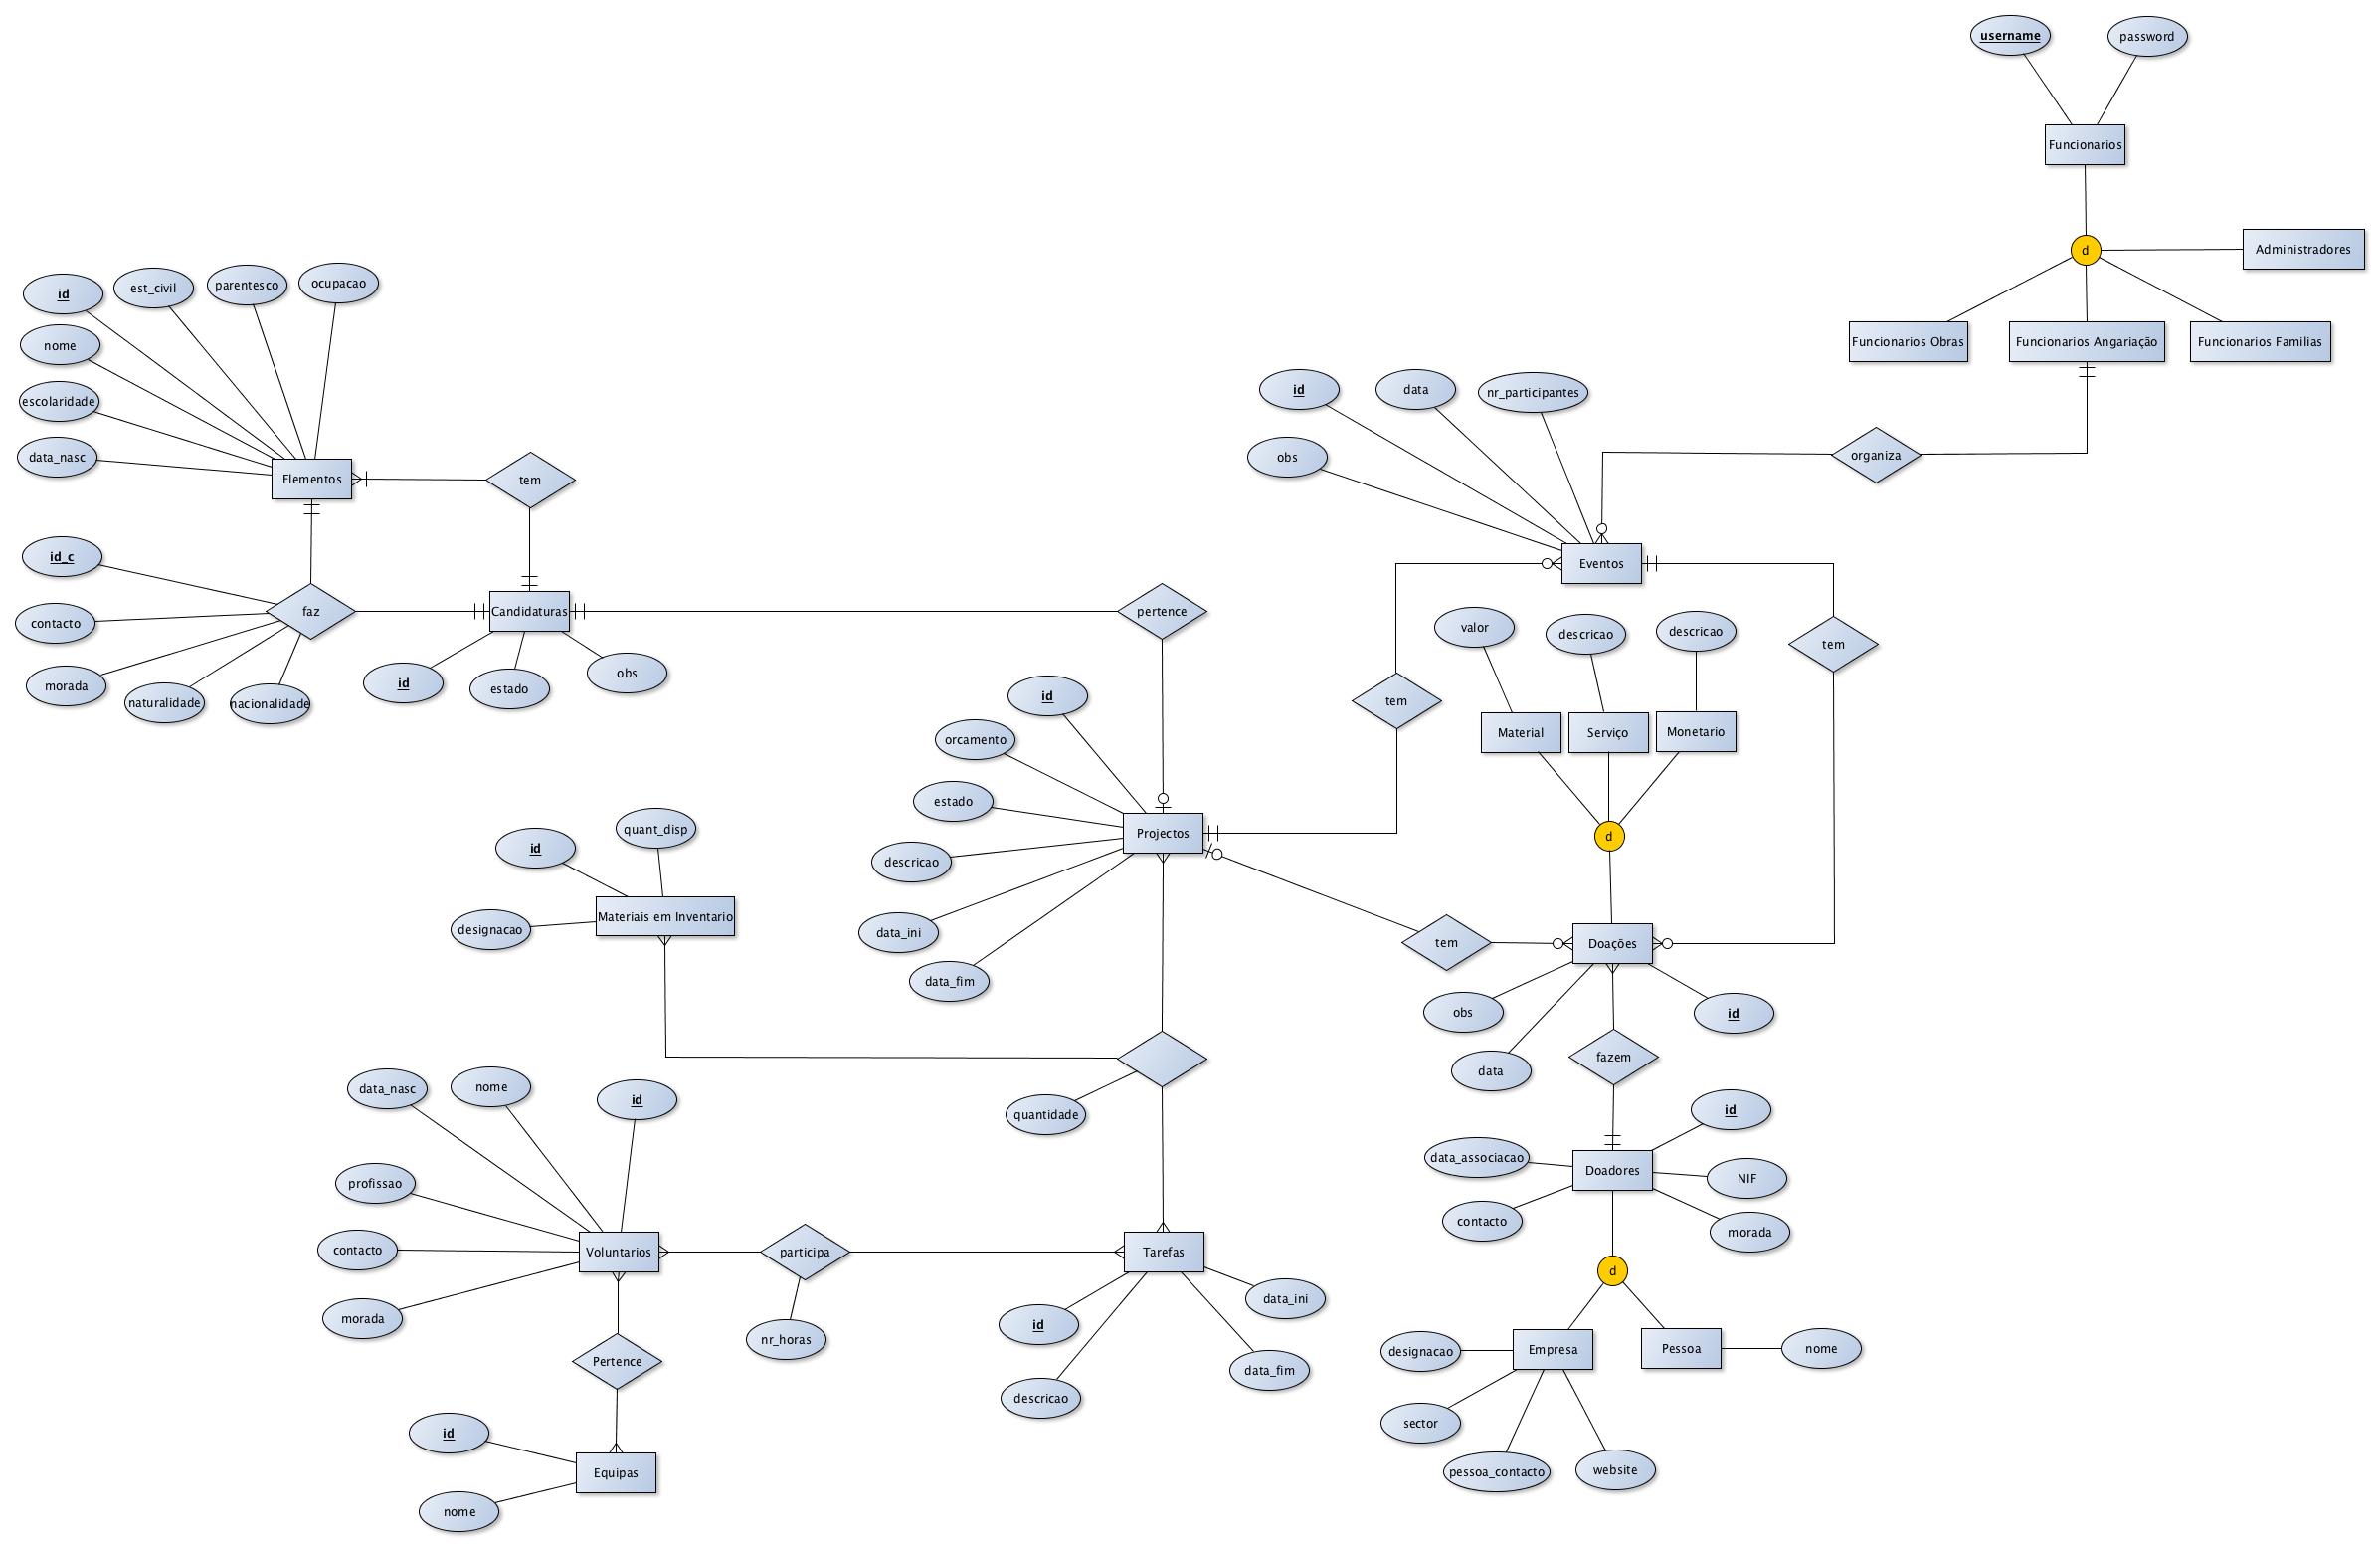 username
password
Funcionarios
d
Administradores
Funcionarios Obras
Funcionarios Angariação
Funcionarios Familias
organiza
id
est_civil
parentesco
ocupacao
nome
escolaridade
data_nasc
Elementos
tem
id_c
contacto
morada
naturalidade
nacionalidade
faz
Candidaturas
id
estado
obs
pertence
id
data
nr_participantes
obs
Eventos
tem
tem
valor
descricao
descricao
Material
Serviço
Monetario
d
id
orcamento
estado
descricao
data_ini
data_fim
Projectos
tem
Doações
obs
data
id
fazem
id
quant_disp
designacao
Materiais em Inventario
quantidade
data_nasc
nome
id
profissao
contacto
morada
Voluntarios
participa
nr_horas
Tarefas
id
descricao
data_ini
data_fim
Pertence
id
nome
Equipas
id
data_associacao
NIF
contacto
morada
Doadores
d
Empresa
Pessoa
nome
designacao
sector
pessoa_contacto
website